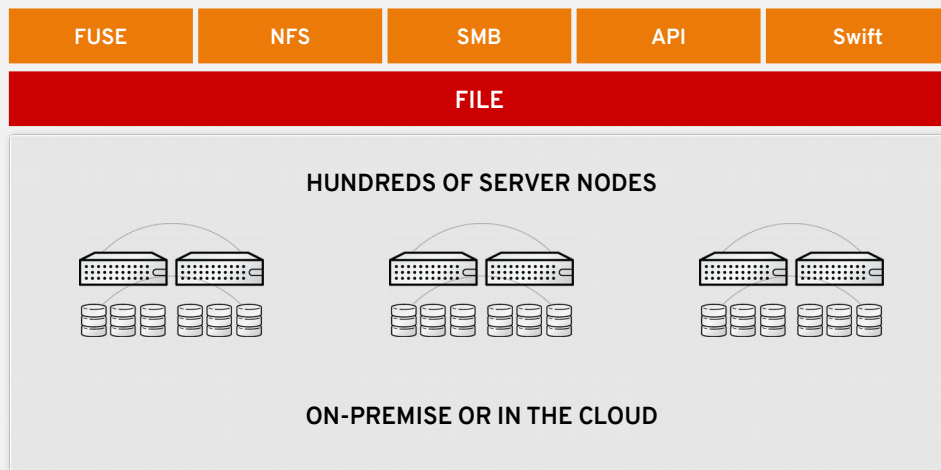 FUSE
NFS
SMB
API
Swift
FILE
HUNDREDS OF SERVER NODES
ON-PREMISE OR IN THE CLOUD